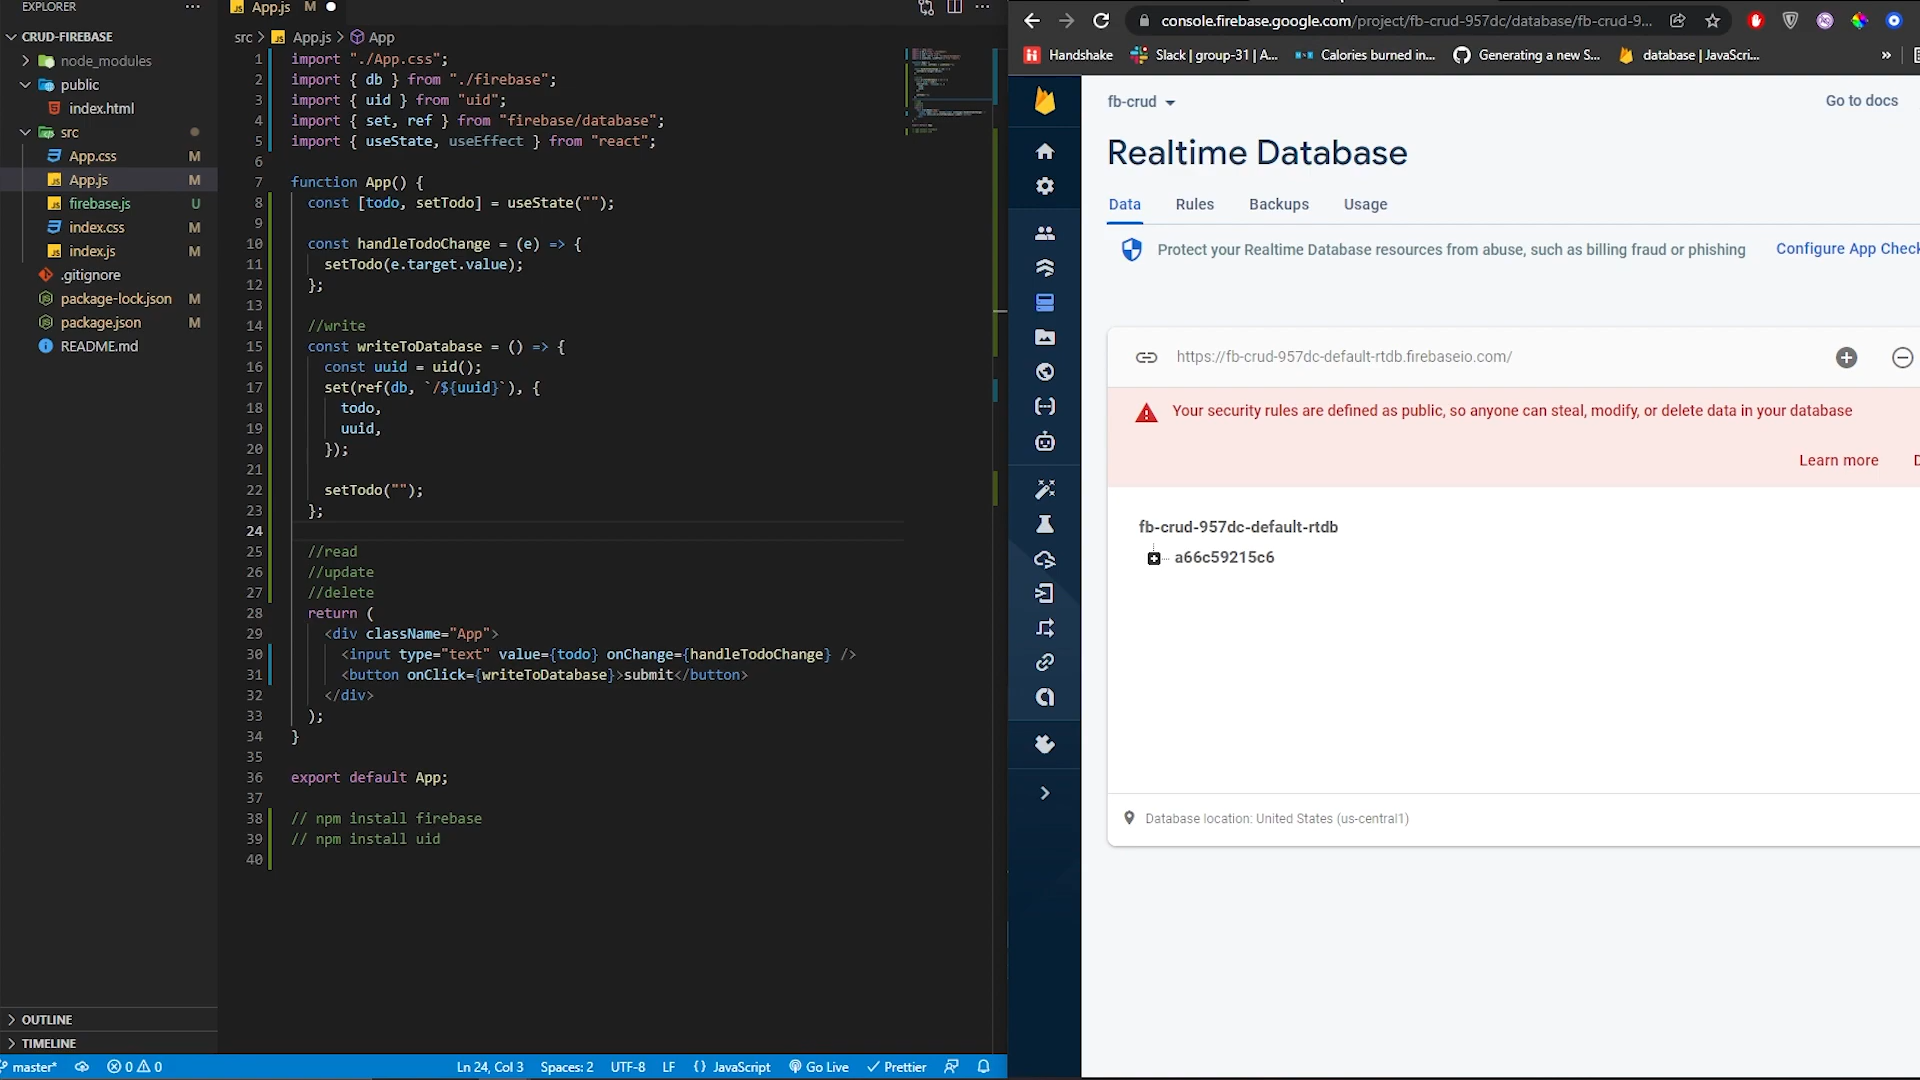 EXPLORER
CRUD-FIREBASE
node_modules
public
index.html
src
App.css M
App.js M
firebase.js U
index.css M
index.js M
.gitignore
package-lock.json M
package.json M
README.md
OUTLINE
TIMELINE
App.js M
src > App.js > App
1 import "./App.css";
2 import { db } from "./firebase";
3 import { uid } from "uid";
4 import { set, ref } from "firebase/database";
5 import { useState, useEffect } from "react";
6
7 function App() {
8 const [todo, setTodo] = useState("");
9
10 const handleTodoChange = (e) => {
11 setTodo(e.target.value);
12 };
13
14 //write
15 const writeToDatabase = () => {
16 const uuid = uid();
17 set(ref(db, `/${uuid}`), {
18 todo,
19 uuid,
20 });
21
22 setTodo("");
23 };
24
25 //read
26 //update
27 //delete
28 return (
29 <div className="App">
30 <input type="text" value={todo} onChange={handleTodoChange} />
31 <button onClick={writeToDatabase}>submit</button>
32 </div>
33 );
34 }
35
36 export default App;
37
38 // npm install firebase
39 // npm install uid
40
master* 0 0 Ln 24, Col 3 Spaces: 2 UTF-8 LF {} JavaScript Go Live Prettier
console.firebase.google.com/project/fb-crud-957dc/database/fb-crud-9...
Handshake Slack | group-31 | A... Calories burned in... Generating a new S... database | JavaScri... »
fb-crud Go to docs
Realtime Database
Data Rules Backups Usage
Protect your Realtime Database resources from abuse, such as billing fraud or phishing Configure App Check
https://fb-crud-957dc-default-rtdb.firebaseio.com/
Your security rules are defined as public, so anyone can steal, modify, or delete data in your database
Learn more
fb-crud-957dc-default-rtdb
a66c59215c6
Database location: United States (us-central1)